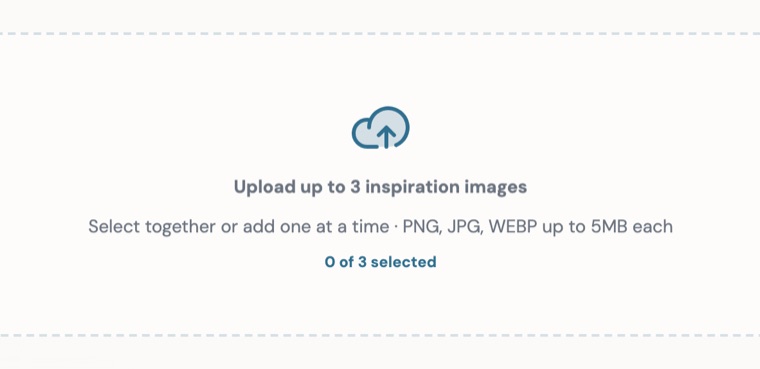 Upload up to 3 inspiration images
Select together or add one at a time · PNG, JPG, WEBP up to 5MB each
0 of 3 selected